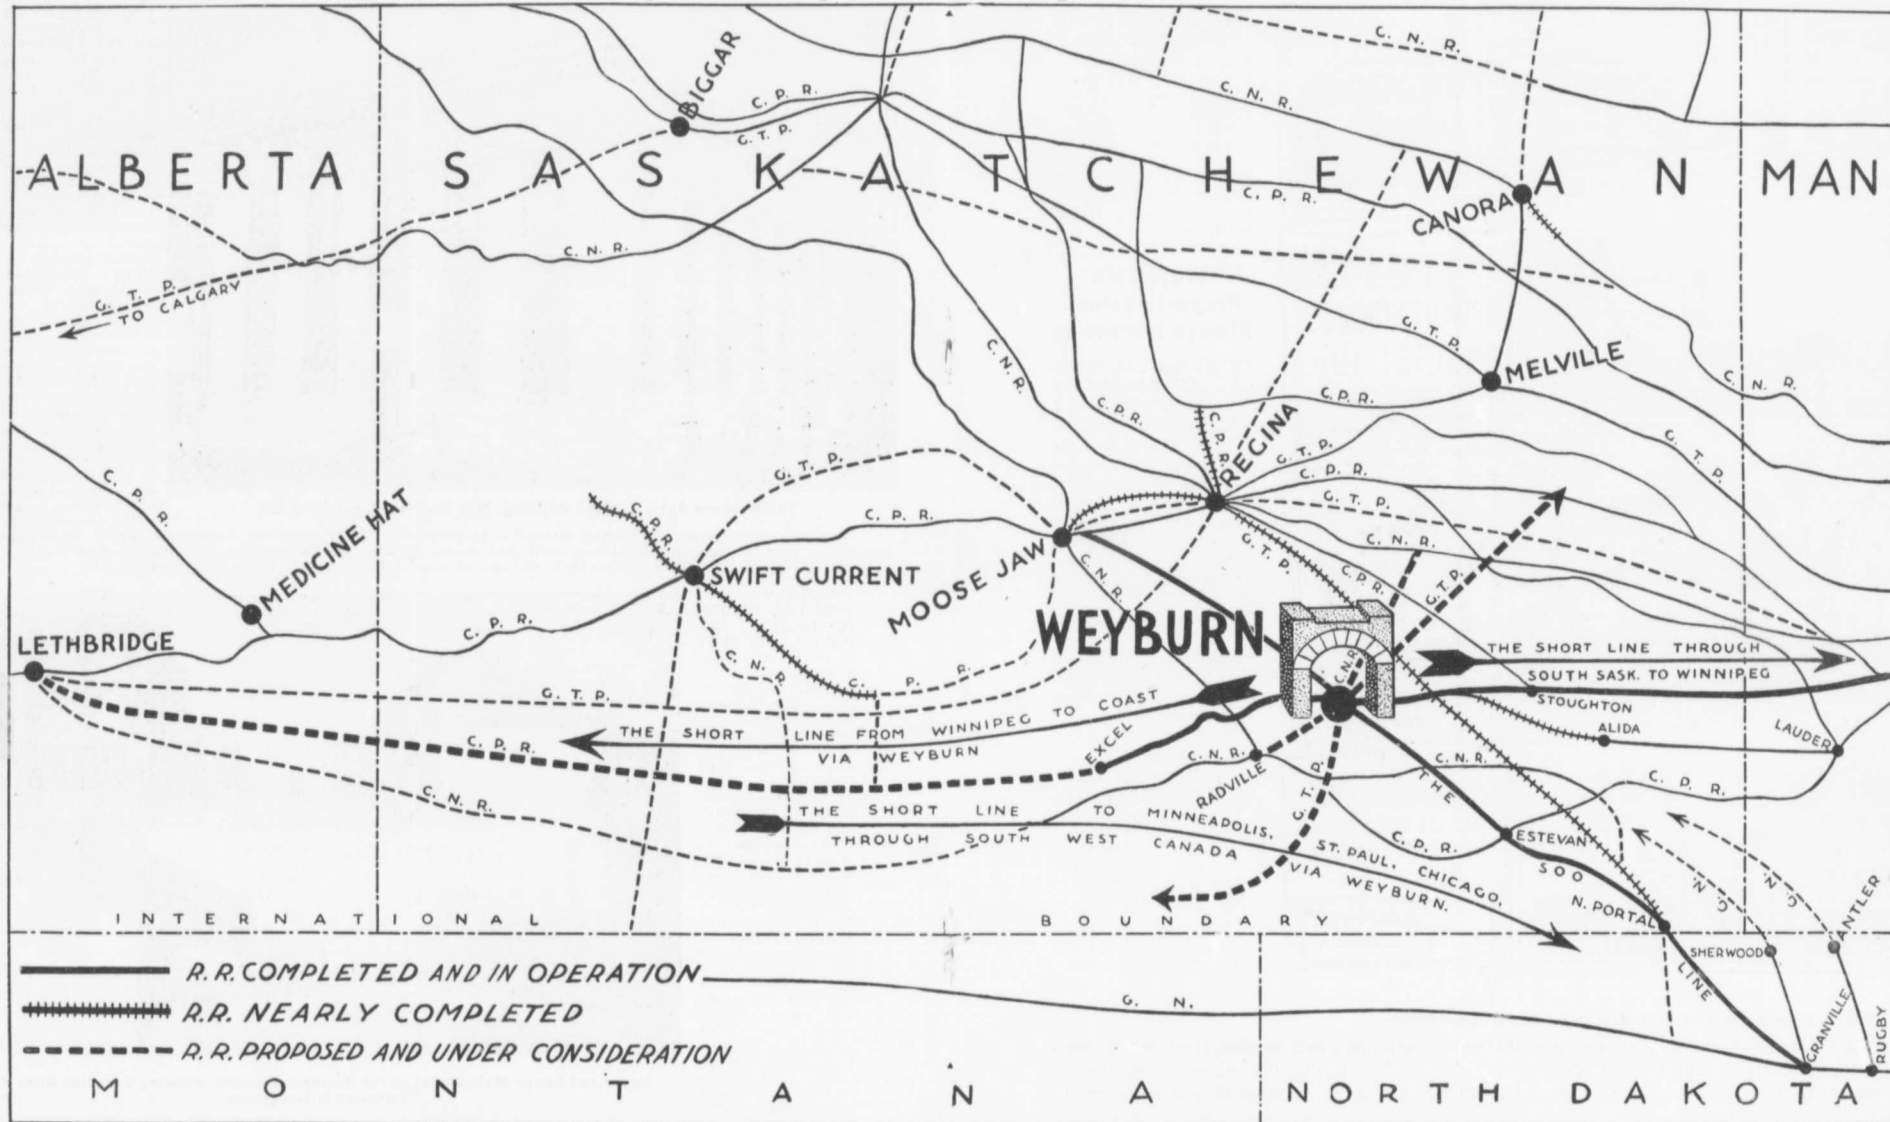 C. N. R.
BIGGAR
C. P. R.
G. T. P.
C. N. R.
ALBERTA SASKATCHEWAN MAN
C. P. R.
CANORA
C. N. R.
G. T. P.
TO CALGARY
G. T. P.
MELVILLE
C. N. R.
C. N. R.
C. P. R.
C. P. R.
C. P. R.
REGINA
G. T. P.
G. T. P.
C. P. R.
G. T. P.
G. T. P.
C. P. R.
MEDICINE HAT
C. P. R.
C. P. R.
SWIFT CURRENT
MOOSE JAW
C. N. R.
G. T. P.
C. N. R.
C. P. R.
G. T. P.
WEYBURN
C. N. R.
LETHBRIDGE
C. P. R.
C. N. R.
C. P. R.
G. T. P.
THE SHORT LINE THROUGH
SOUTH SASK. TO WINNIPEG
STOUGHTON
ALIDA
LAUDER
THE SHORT LINE FROM WINNIPEG TO COAST
VIA WEYBURN
C. P. R.
EXCEL
C. N. R.
RADVILLE
G. T. P.
C. N. R.
C. P. R.
C. N. R.
THE SHORT LINE TO MINNEAPOLIS, ST. PAUL, CHICAGO,
THROUGH SOUTH WEST CANADA VIA WEYBURN.
C. P. R.
ESTEVAN
THE SOO LINE
N. PORTAL
G. N.
G. N.
ANTLER
SHERWOOD
INTERNATIONAL BOUNDARY
R. R. COMPLETED AND IN OPERATION
R.R. NEARLY COMPLETED
R. R. PROPOSED AND UNDER CONSIDERATION
G. N.
GRANVILLE
RUGBY
MONTANA NORTH DAKOTA